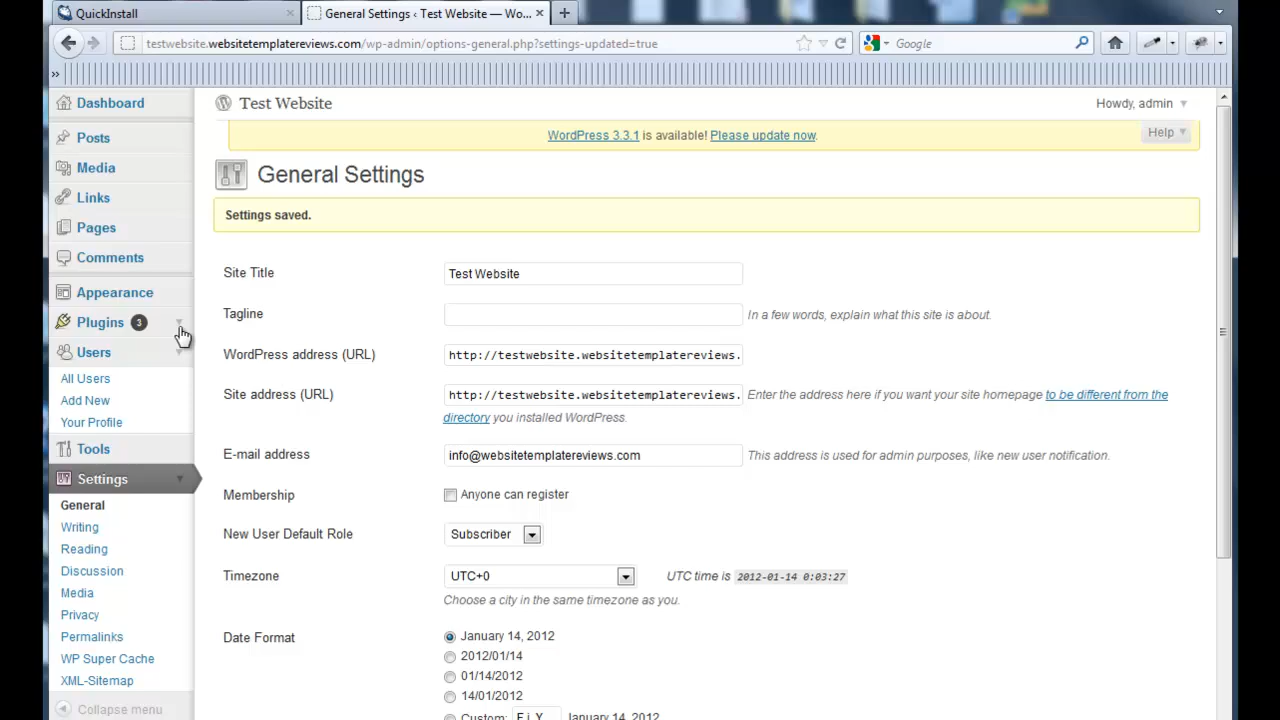 QuickInstall
General Settings ‹ Test Website — Wo...
testwebsite.websitetemplatereviews.com/wp-admin/options-general.php?settings-updated=true
Google
Dashboard
Posts
Media
Links
Pages
Comments
Appearance
Plugins 3
Users
All Users
Add New
Your Profile
Tools
Settings
General
Writing
Reading
Discussion
Media
Privacy
Permalinks
WP Super Cache
XML-Sitemap
Collapse menu
Test Website
Howdy, admin
WordPress 3.3.1 is available! Please update now.
Help
General Settings
Settings saved.
Site Title
Test Website
Tagline
In a few words, explain what this site is about.
WordPress address (URL)
http://testwebsite.websitetemplatereviews.
Site address (URL)
http://testwebsite.websitetemplatereviews.
Enter the address here if you want your site homepage to be different from the
directory you installed WordPress.
E-mail address
info@websitetemplatereviews.com
This address is used for admin purposes, like new user notification.
Membership
Anyone can register
New User Default Role
Subscriber
Timezone
UTC+0
UTC time is 2012-01-14 0:03:27
Choose a city in the same timezone as you.
Date Format
January 14, 2012
2012/01/14
01/14/2012
14/01/2012
Custom: F j, Y January 14, 2012